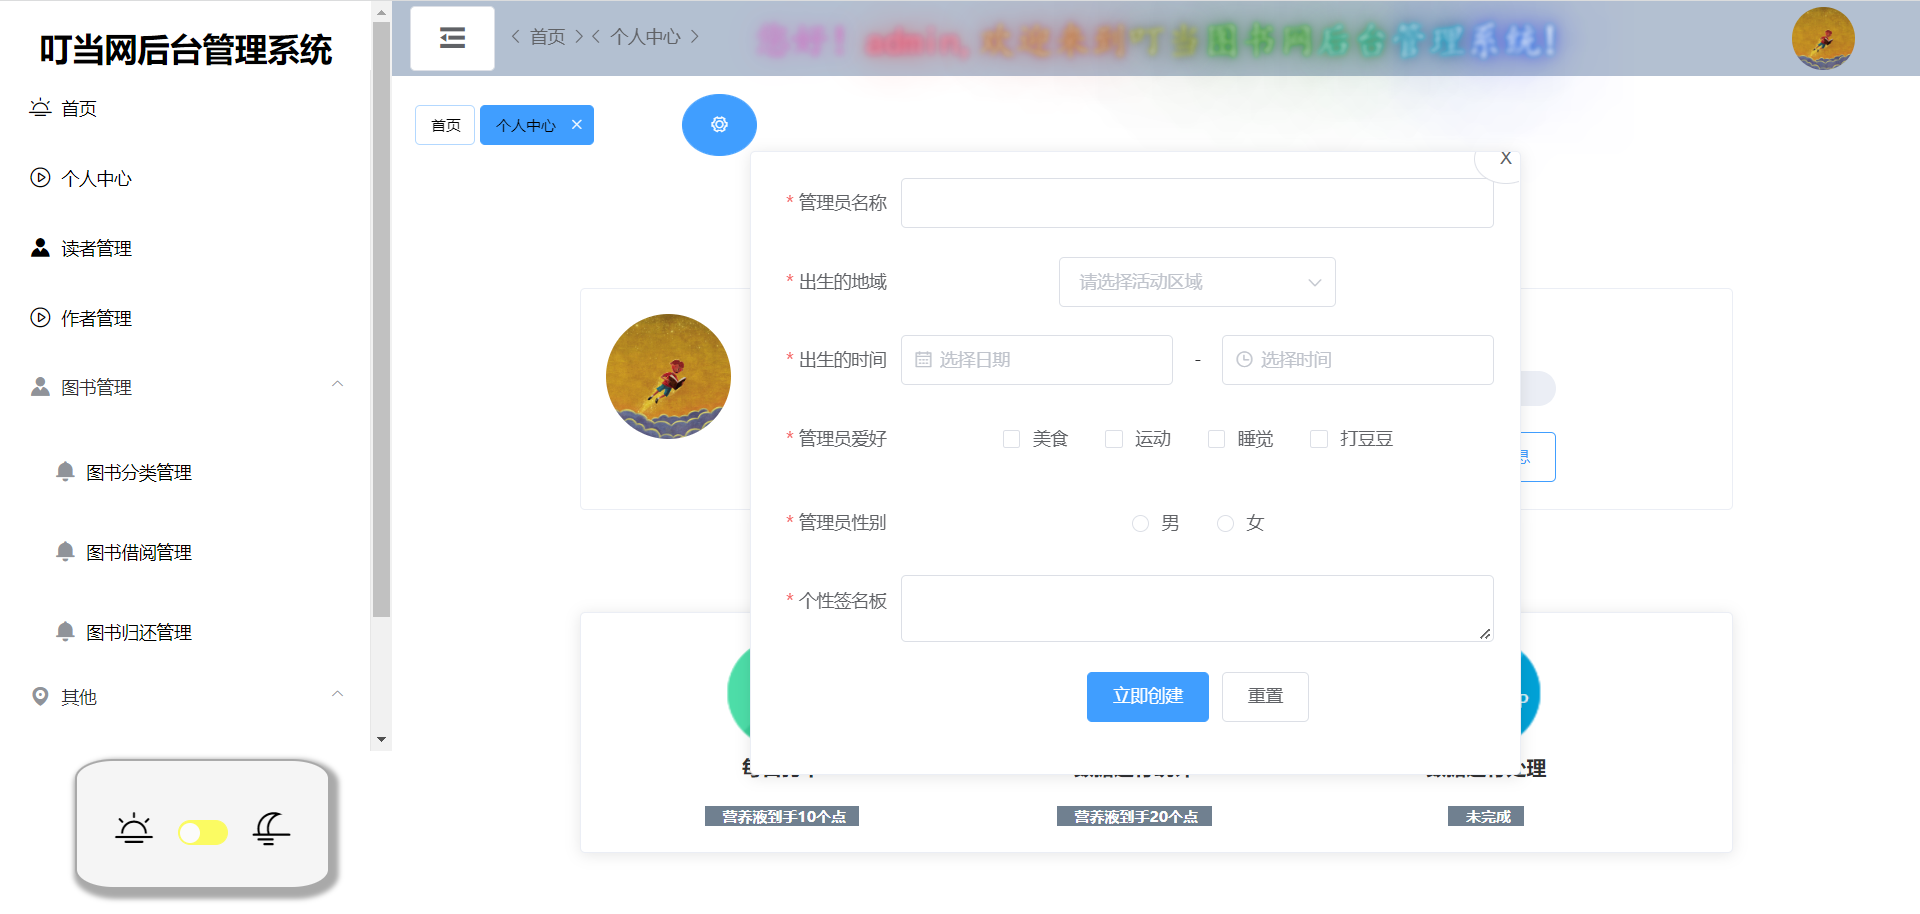 叮当网后台管理系统
首页
个人中心
读者管理
作者管理
图书管理
图书分类管理
图书借阅管理
图书归还管理
其他
首页 个人中心
您好！admin,欢迎来到叮当图书网后台管理系统!
首页 个人中心
X
* 管理员名称
* 出生的地域 请选择活动区域
* 出生的时间 选择日期 - 选择时间
* 管理员爱好 美食 运动 睡觉 打豆豆
* 管理员性别 男 女
* 个性签名板
立即创建 重置
营养液到手10个点 营养液到手20个点 未完成